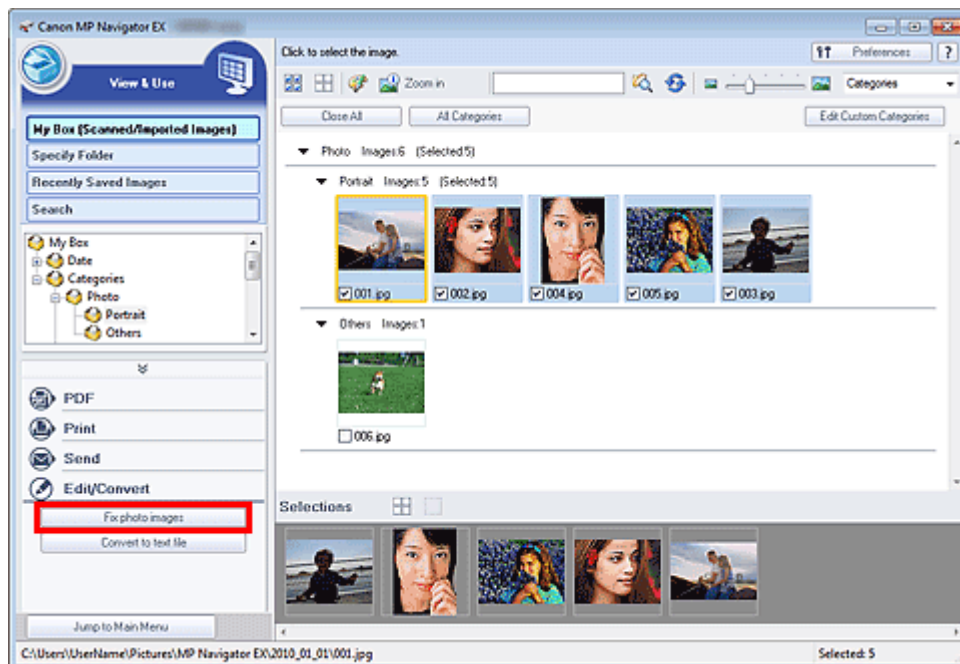 Canon MP Navigator EX
View & Use
Click to select the image.
Preferences
?
Zoom in
Categories
Close All
All Categories
Edit Custom Categories
My Box (Scanned/Imported Images)
Specify Folder
Recently Saved Images
Search
My Box
Date
Categories
Photo
Portrait
Others
PDF
Print
Send
Edit/Convert
Fix photo images
Convert to text file
Jump to Main Menu
Photo Images:6 (Selected:5)
Portrait Images:5 (Selected:5)
001.jpg 002.jpg 004.jpg 005.jpg 003.jpg
Others Images:1
006.jpg
Selections
C:\Users\UserName\Pictures\MP Navigator EX\2010_01_01\001.jpg
Selected: 5